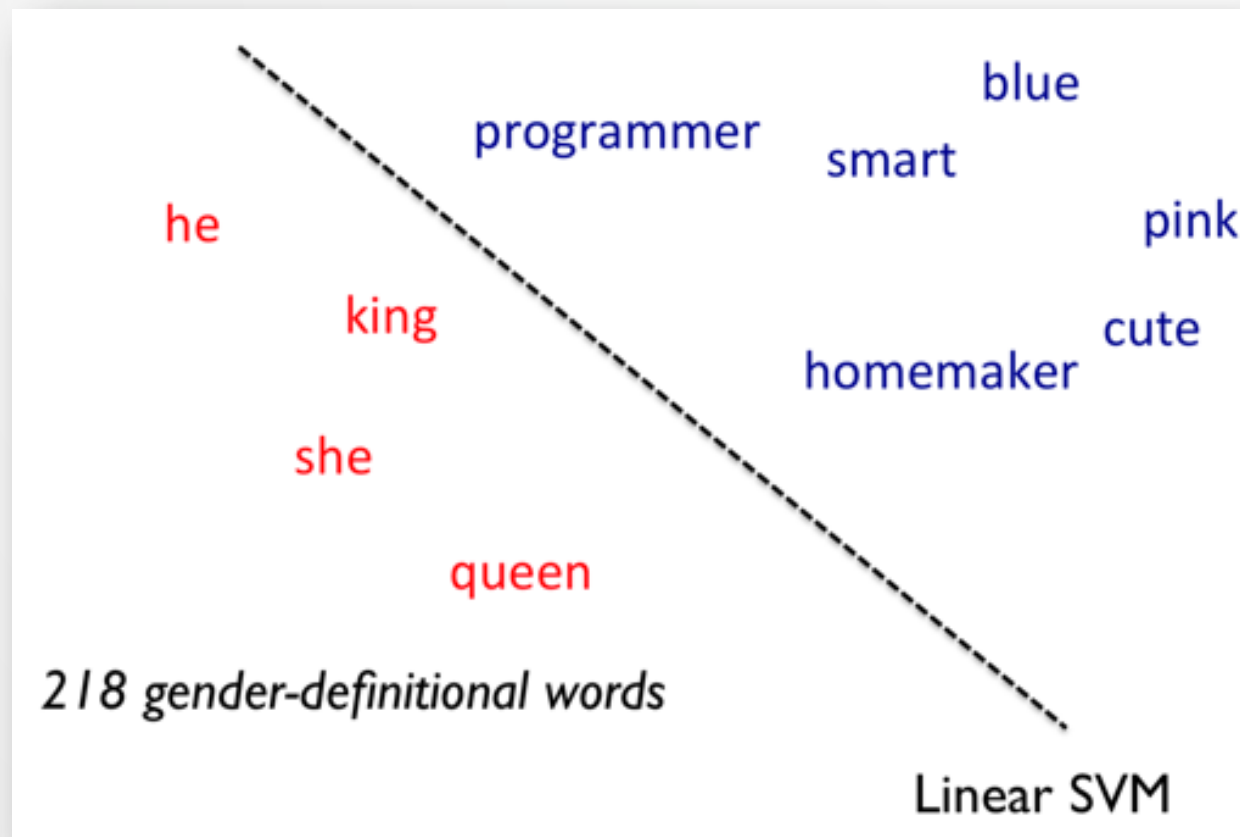 blue
programmer
smart
pink
he
king
cute
homemaker
she
queen
218 gender-definitional words
Linear SVM